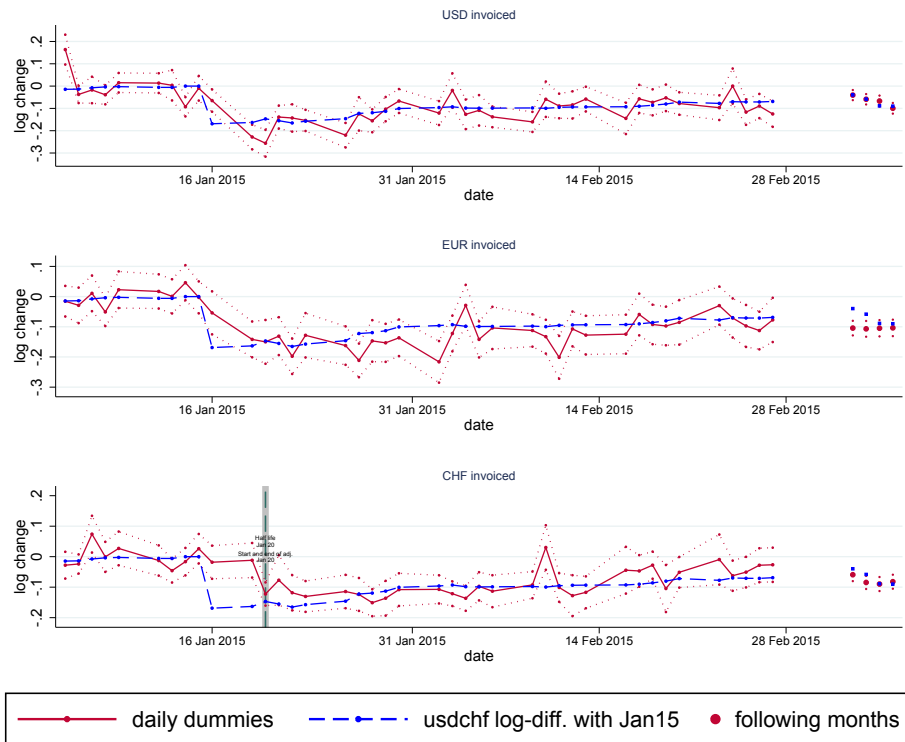 USD invoiced
log change
.2
.1
0
-.1
-.2
-.3
16 Jan 2015 31 Jan 2015 14 Feb 2015 28 Feb 2015
date
EUR invoiced
log change
.1
0
-.1
-.2
-.3
16 Jan 2015 31 Jan 2015 14 Feb 2015 28 Feb 2015
date
CHF invoiced
log change
.2
.1
0
-.1
-.2
Half life
Jan 20
Start and end of adj.
Jan 20
16 Jan 2015 31 Jan 2015 14 Feb 2015 28 Feb 2015
date
daily dummies usdchf log-diff. with Jan15 following months